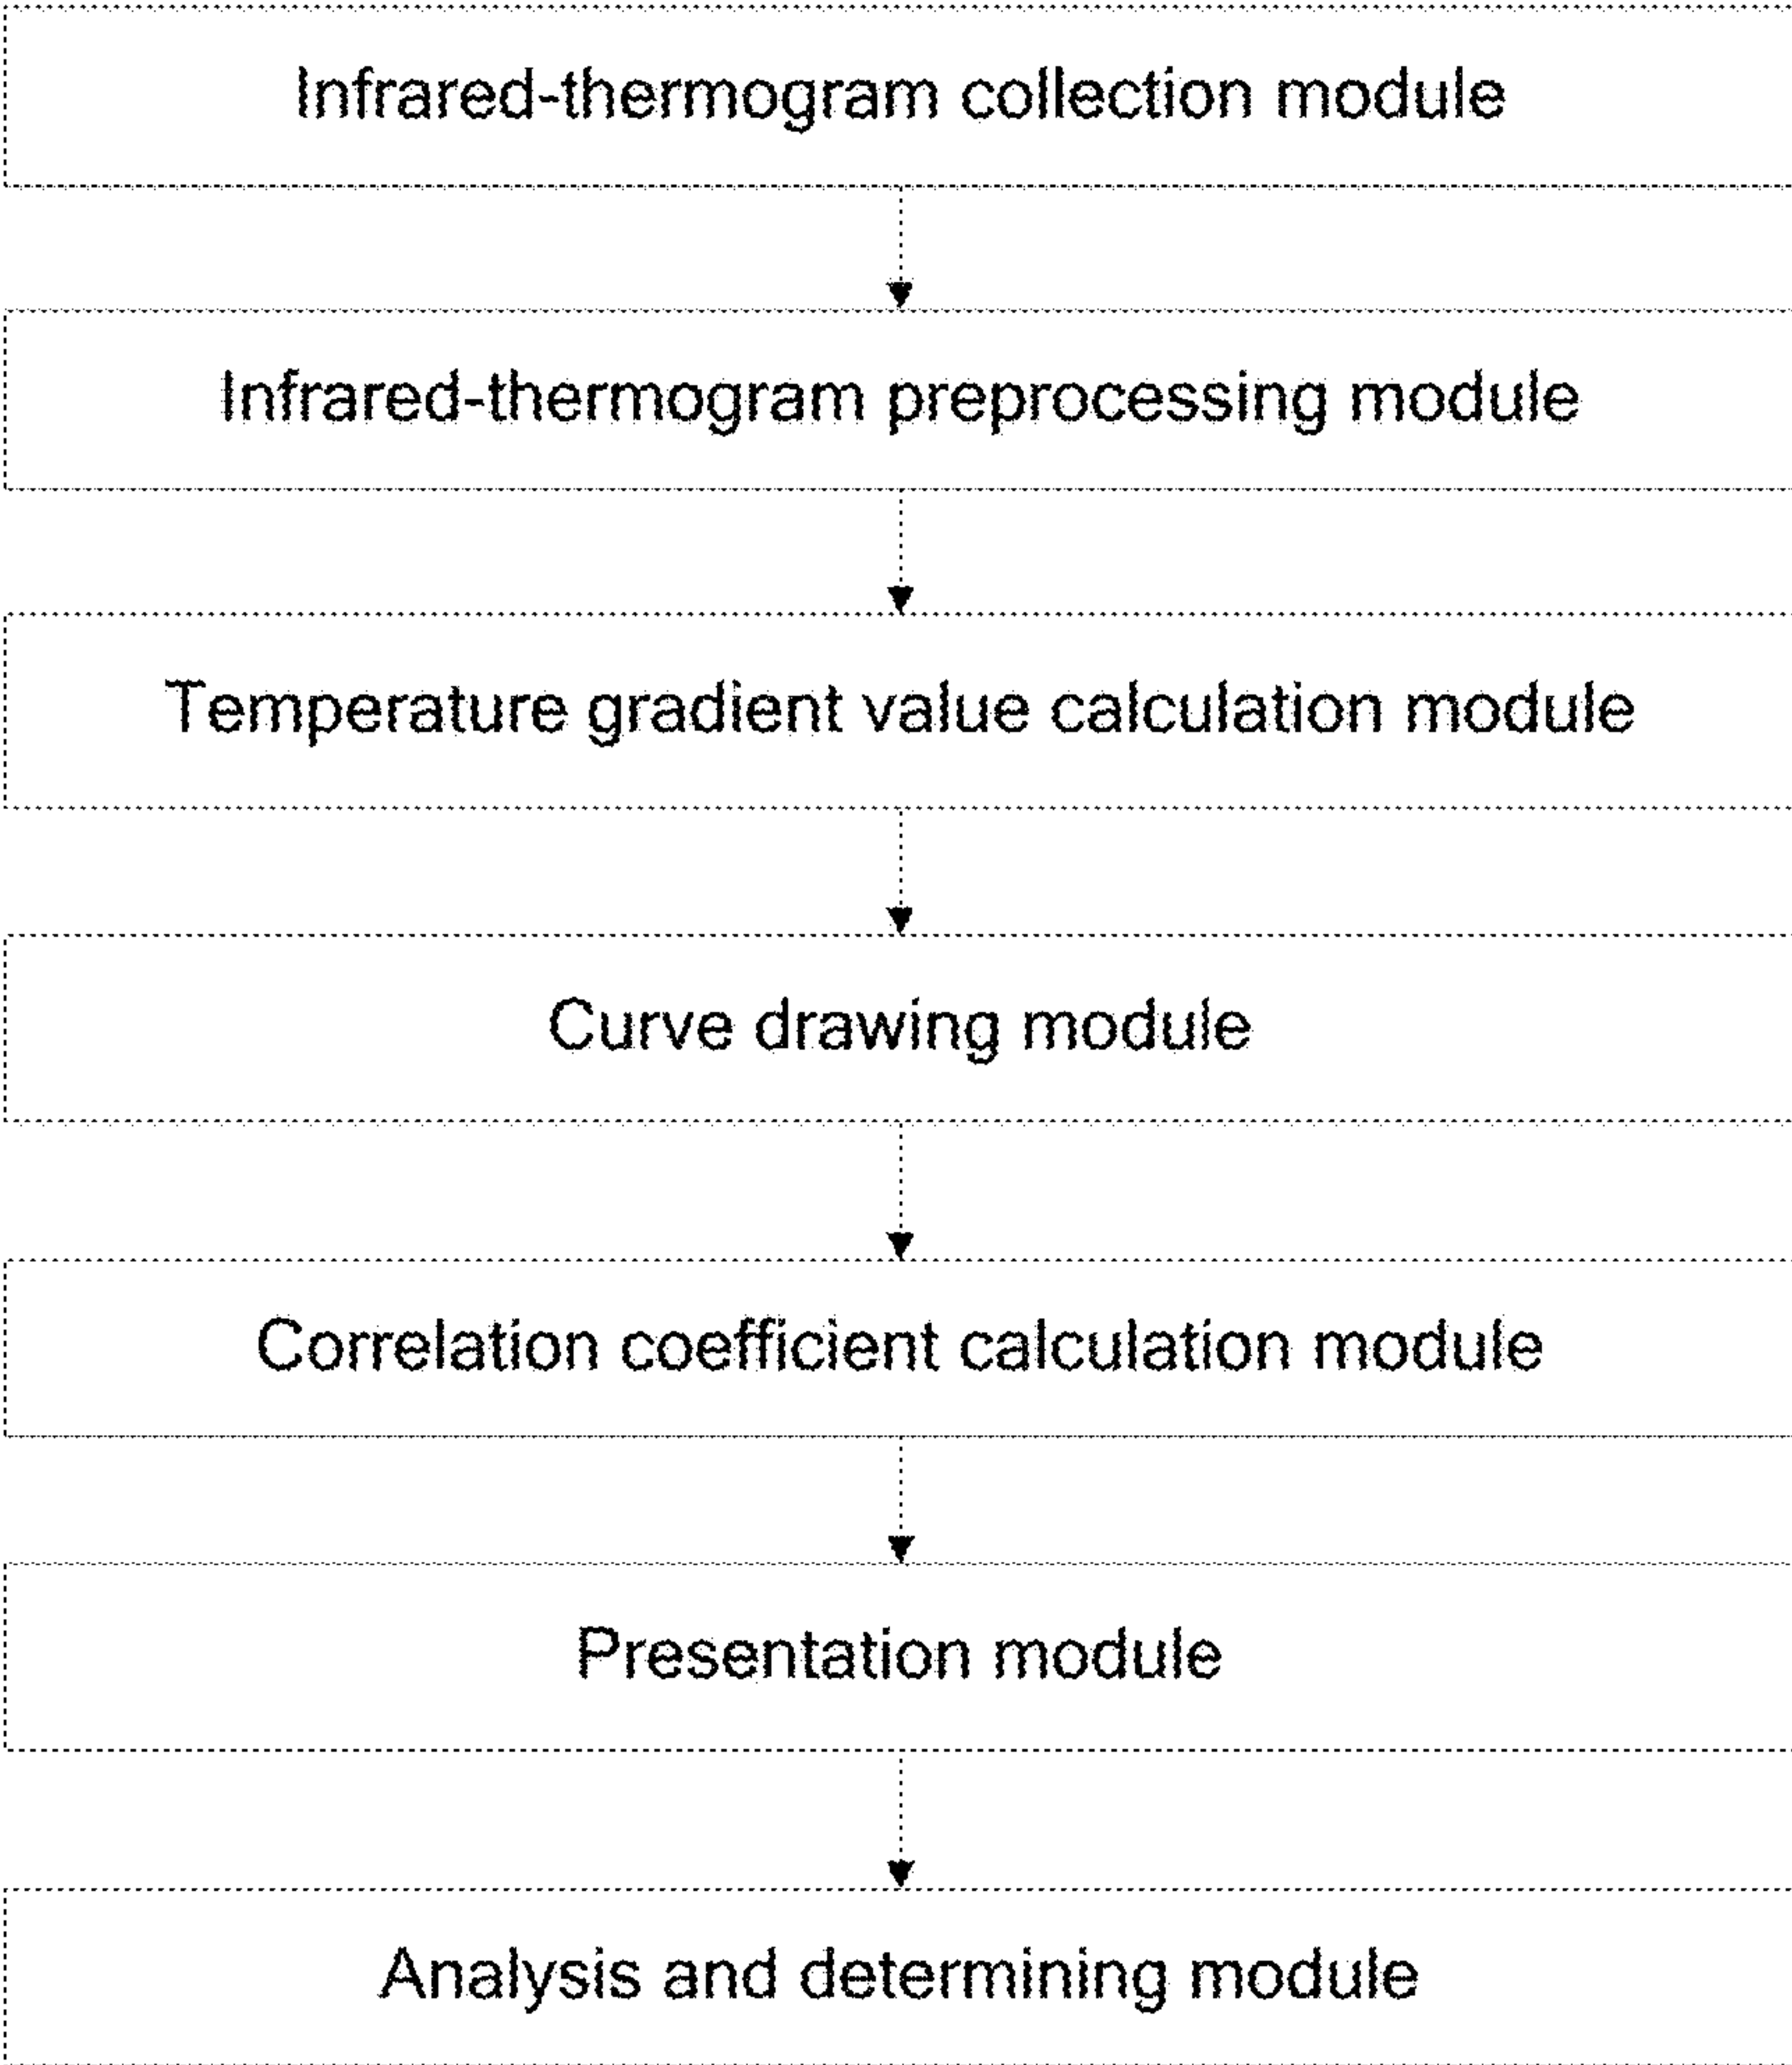 Infrared-thermogram collection module
Infrared-thermogram preprocessing module
Temperature gradient value calculation module
Curve drawing module
Correlation coefficient calculation module
Presentation module
Analysis and determining module